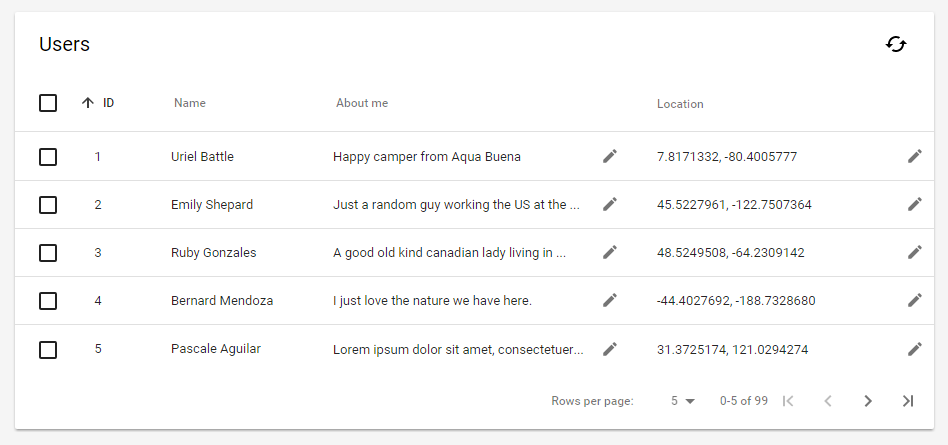 Users
ID Name About me Location
1 Uriel Battle Happy camper from Aqua Buena 7.8171332, -80.4005777
2 Emily Shepard Just a random guy working the US at the ... 45.5227961, -122.7507364
3 Ruby Gonzales A good old kind canadian lady living in ... 48.5249508, -64.2309142
4 Bernard Mendoza I just love the nature we have here. -44.4027692, -188.7328680
5 Pascale Aguilar Lorem ipsum dolor sit amet, consectetuer... 31.3725174, 121.0294274
Rows per page: 5 0-5 of 99